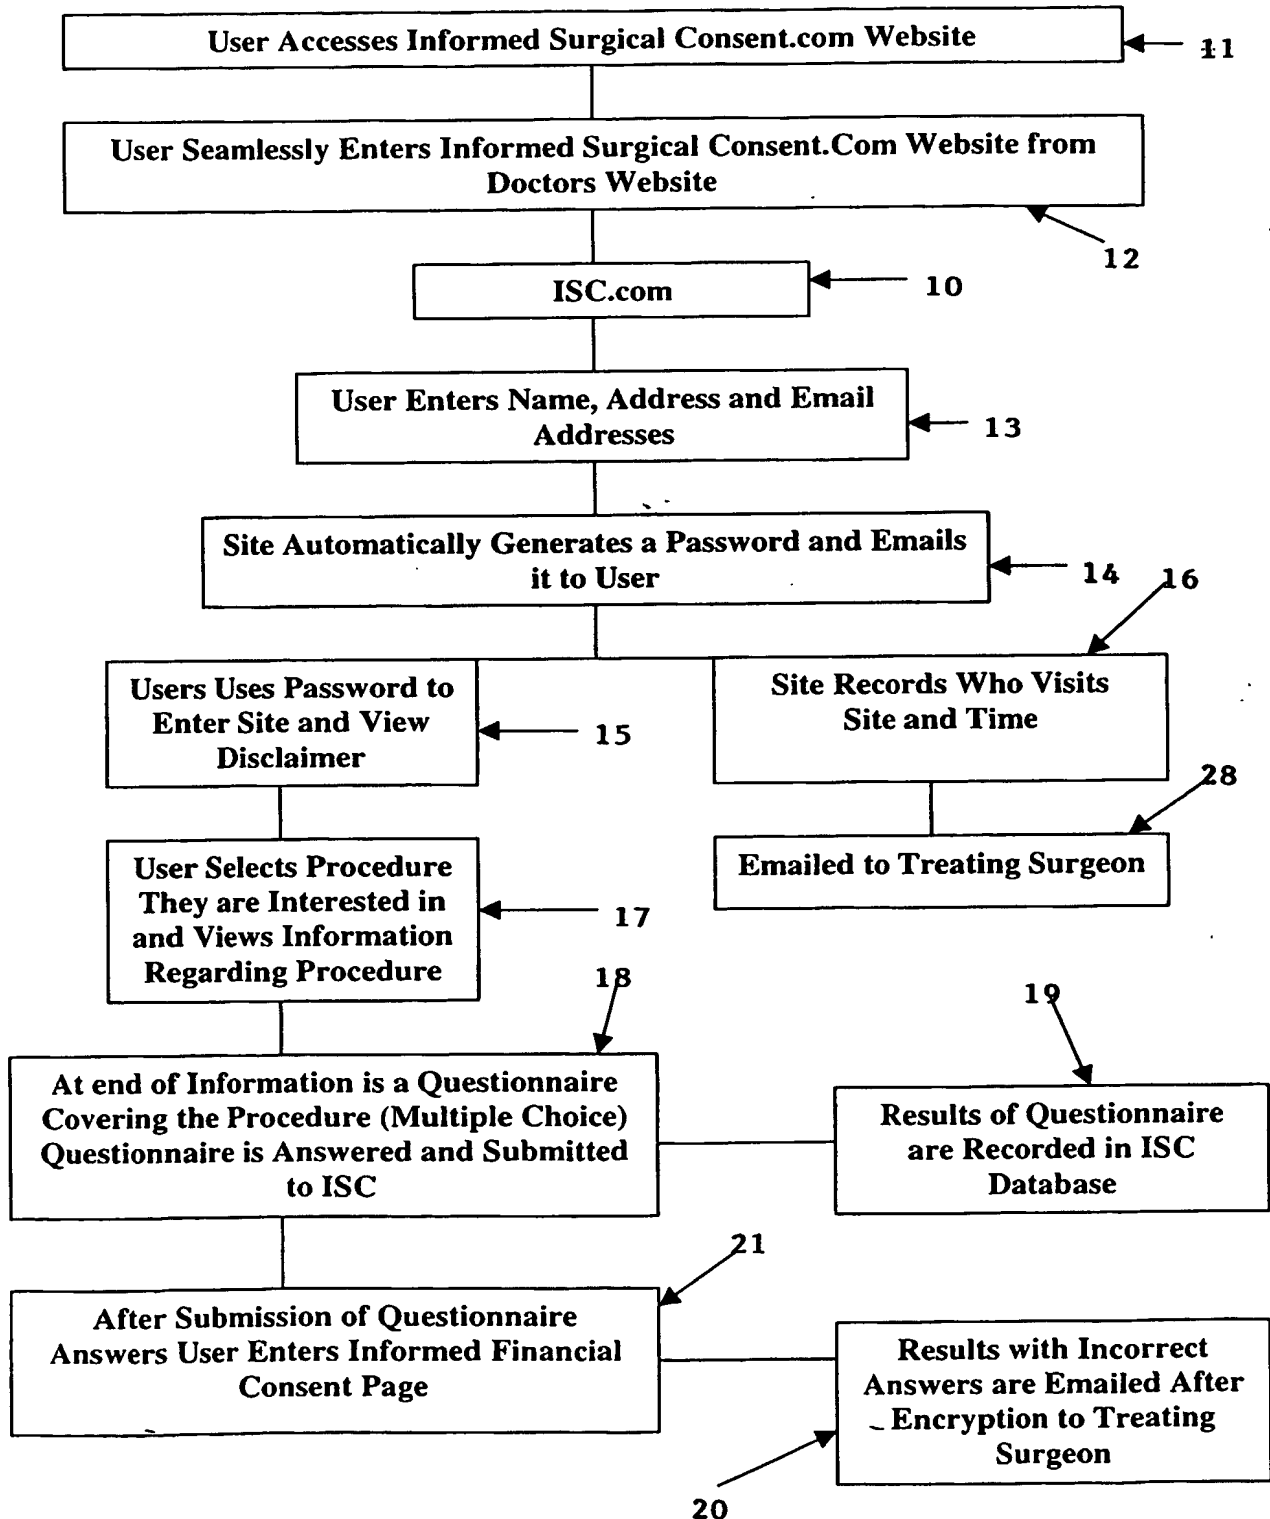 User Accesses Informed Surgical Consent.com Website
11
User Seamlessly Enters Informed Surgical Consent.Com Website from
Doctors Website
12
ISC.com
10
User Enters Name, Address and Email
Addresses
13
Site Automatically Generates a Password and Emails
it to User
14
16
Users Uses Password to
Enter Site and View
Disclaimer
15
Site Records Who Visits
Site and Time
28
Emailed to Treating Surgeon
User Selects Procedure
They are Interested in
and Views Information
Regarding Procedure
17
18
19
At end of Information is a Questionnaire
Covering the Procedure (Multiple Choice)
Questionnaire is Answered and Submitted
to ISC
Results of Questionnaire
are Recorded in ISC
Database
21
After Submission of Questionnaire
Answers User Enters Informed Financial
Consent Page
Results with Incorrect
Answers are Emailed After
Encryption to Treating
Surgeon
20